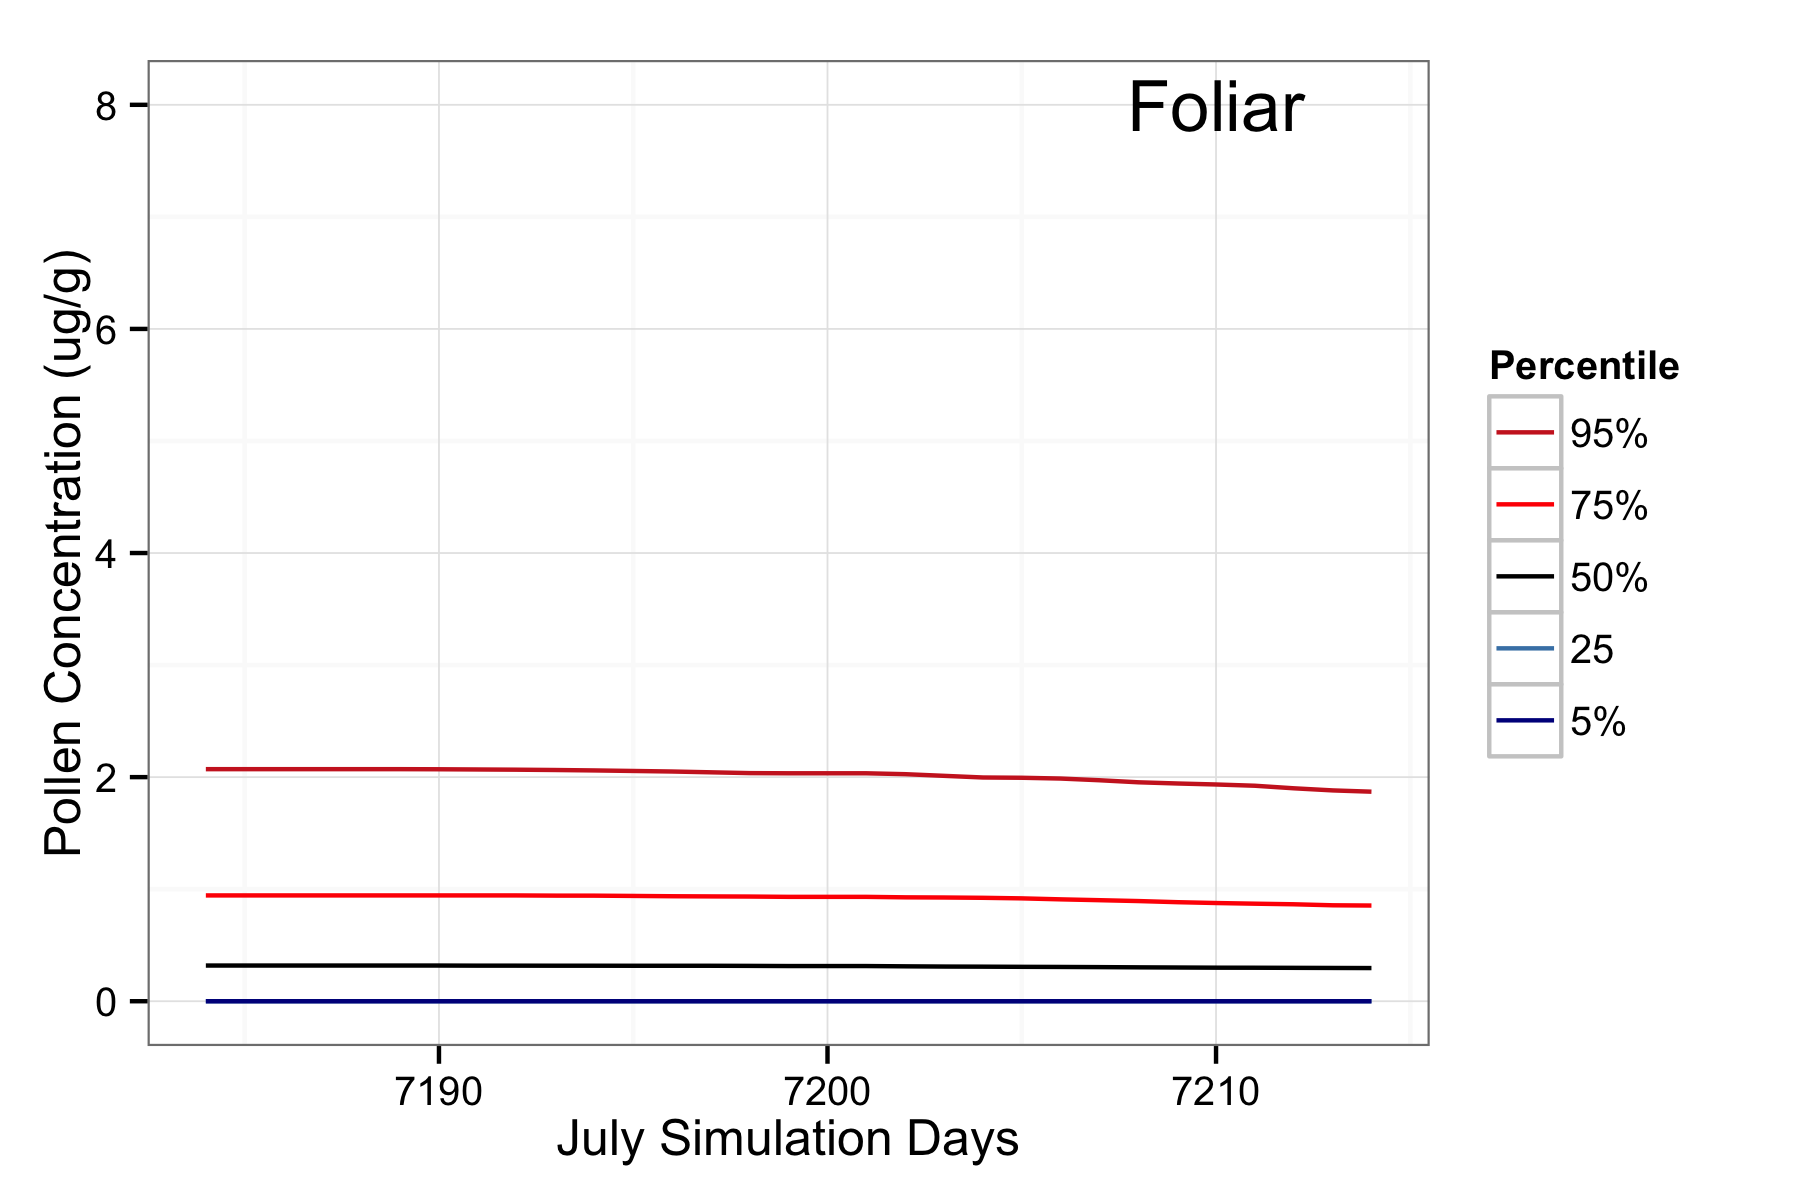 Foliar
8
6
4
2
0
Pollen Concentration (ug/g)
7190 7200 7210
July Simulation Days
Percentile
95%
75%
50%
25
5%